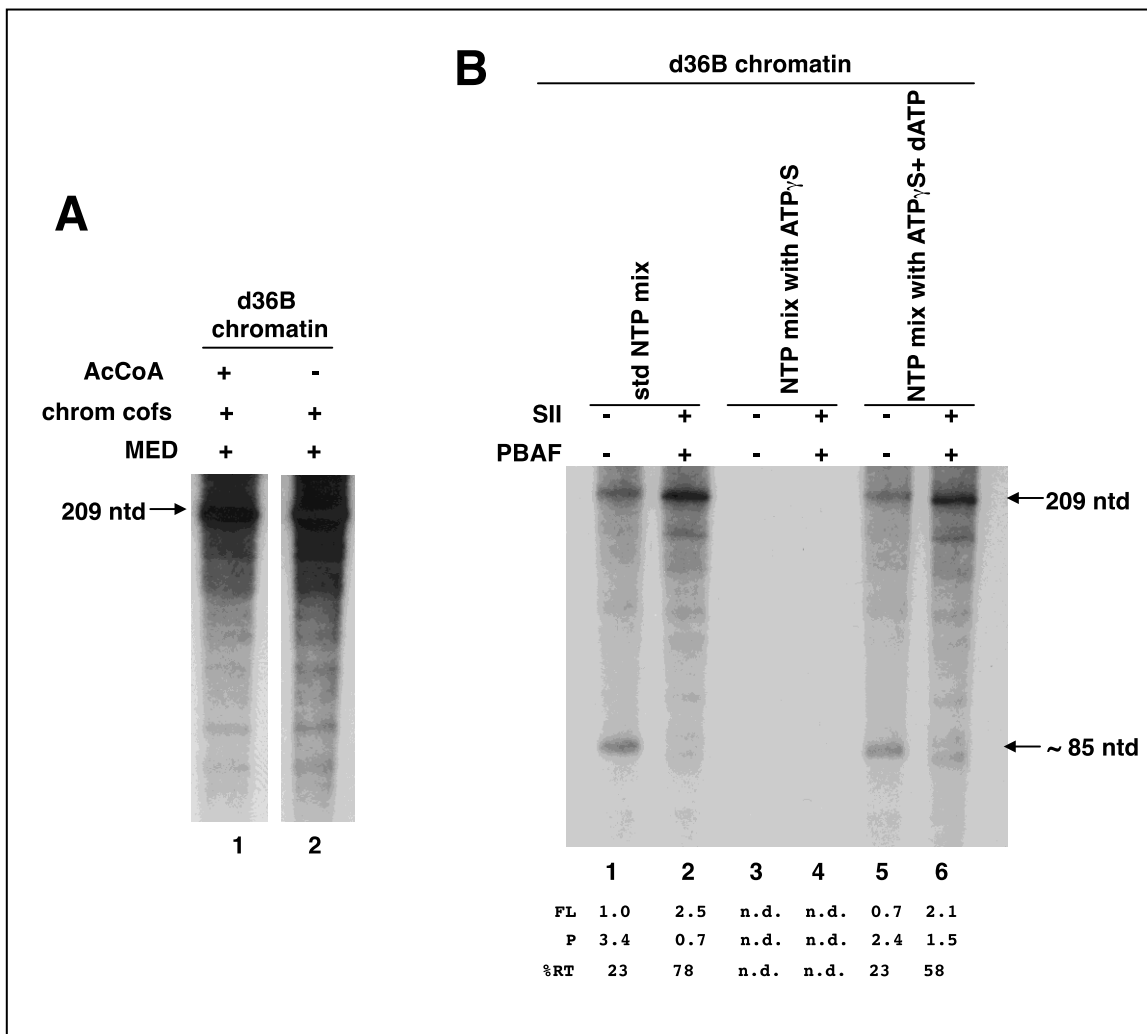 A
d36B
chromatin
AcCoA + -
chrom cofs + +
MED + +
209 ntd
1 2
B
d36B chromatin
std NTP mix
NTP mix with ATPγS
NTP mix with ATPγS+ dATP
SII - + - + - +
PBAF - + - + - +
209 ntd
~ 85 ntd
1 2 3 4 5 6
FL 1.0 2.5 n.d. n.d. 0.7 2.1
P 3.4 0.7 n.d. n.d. 2.4 1.5
%RT 23 78 n.d. n.d. 23 58